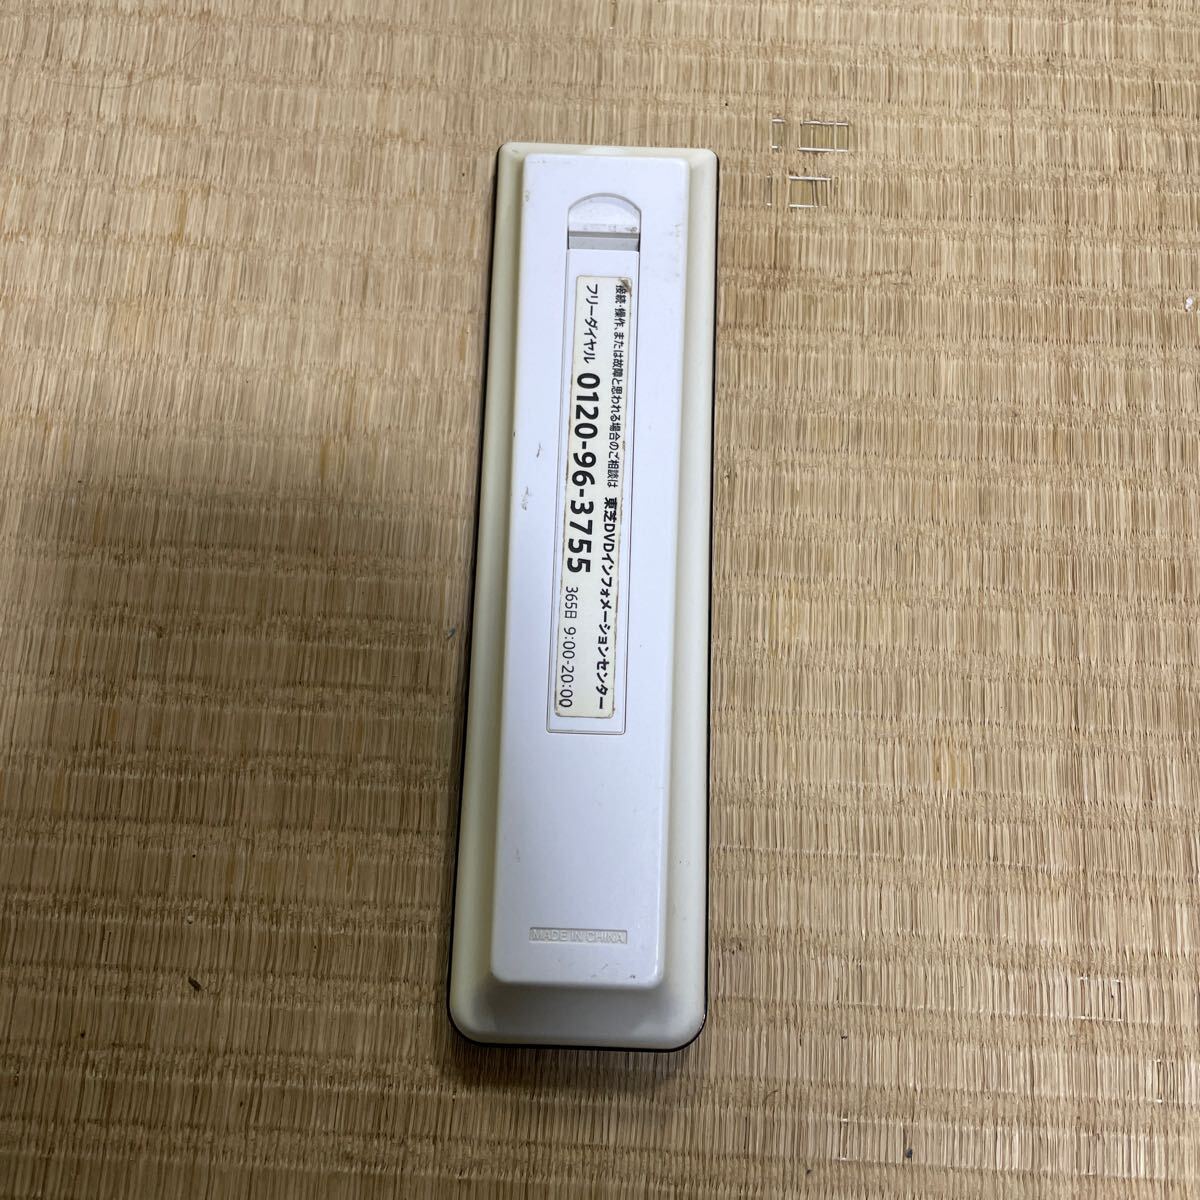 接続・操作、または故障と思われる場合のご相談は 東芝DVDインフォメーションセンター
フリーダイヤル 0120-96-3755 365日 9:00-20:00
MADE IN CHINA